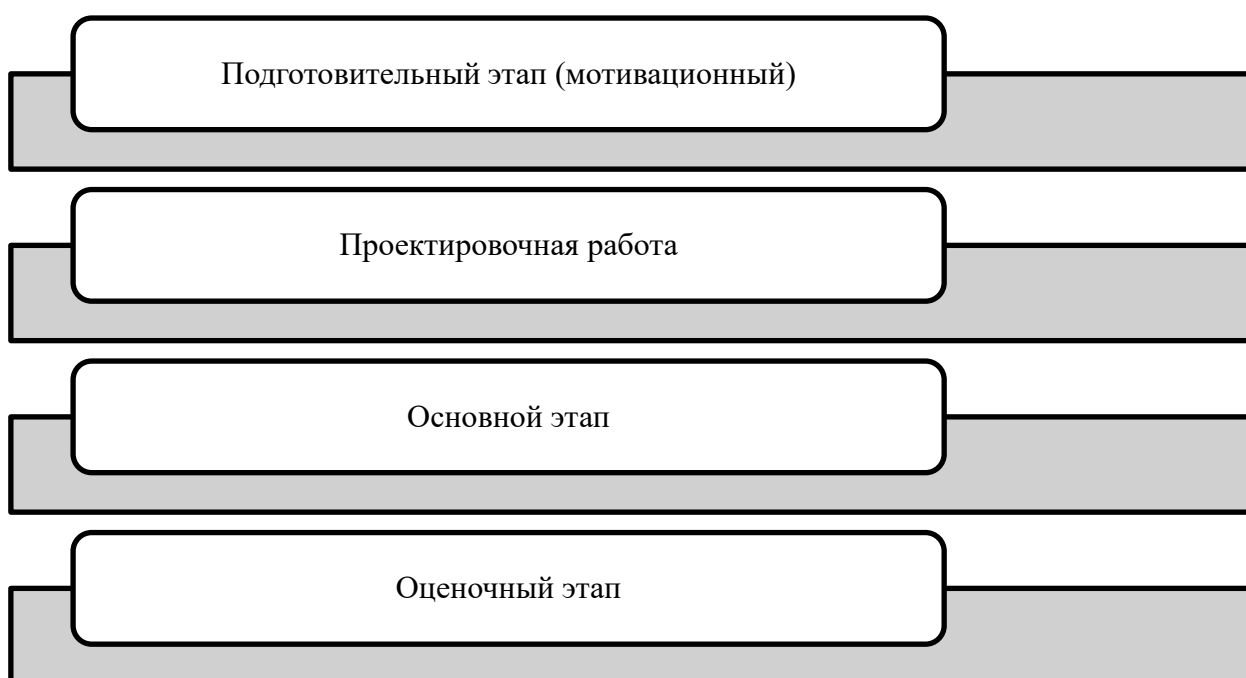 Подготовительный этап (мотивационный)
Проектировочная работа
Основной этап
Оценочный этап